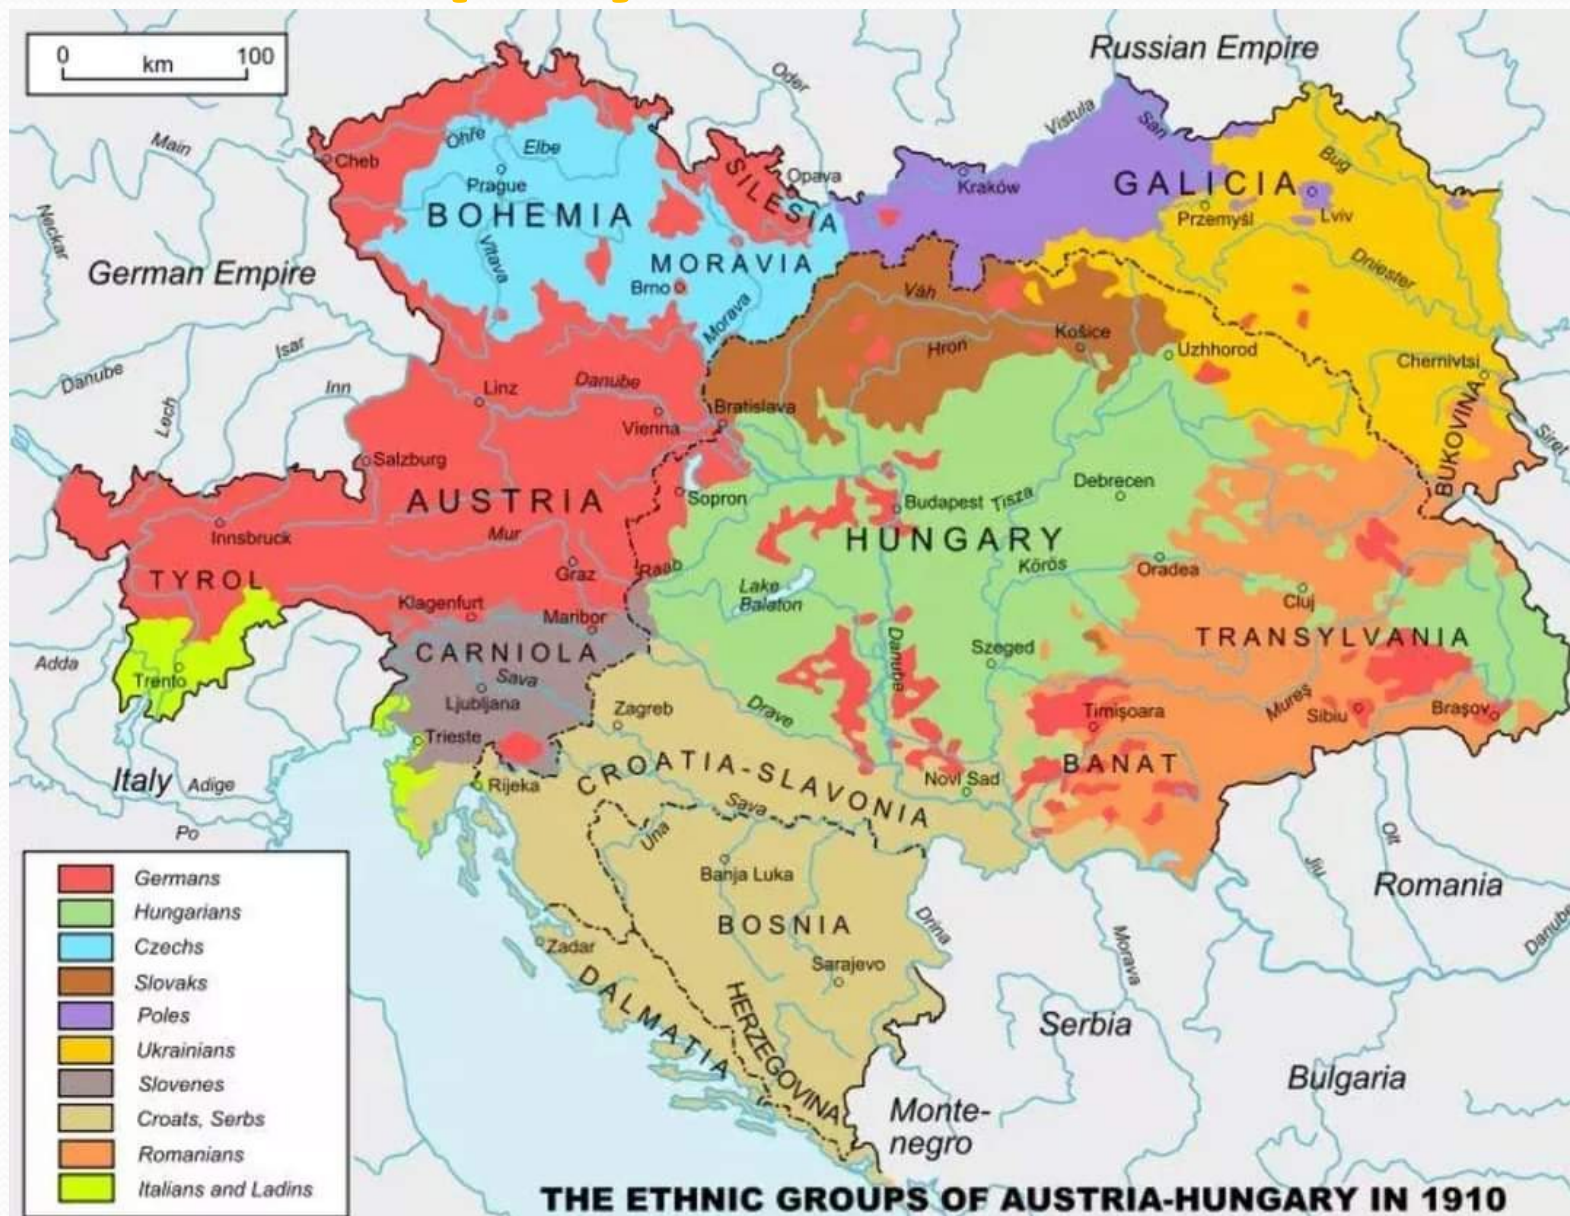 0
100
km
Russian Empire
Oder
Vistula
San
Main
Ohře
Elbe
Cheb
Bug
Prague
SILESIA
Opava
Kraków
GALICIA
BOHEMIA
Przemyśl
Lviv
Neckar
Vltava
German Empire
MORAVIA
Brno
Dniester
Váh
Morava
Košice
Hron
Uzhhorod
Isar
Chernivtsi
Danube
Inn
Linz
Danube
Lech
Bratislava
Vienna
BUKOVINA
Siret
Salzburg
Sopron
Debrecen
AUSTRIA
Budapest
Tisza
Innsbruck
Mur
HUNGARY
Graz
Raab
Körös
Oradea
TYROL
Lake
Balaton
Klagenfurt
Maribor
Cluj
CARNIOLA
Danube
Szeged
TRANSYLVANIA
Adda
Trento
Sava
Ljubljana
Zagreb
Drave
Timișoara
Mureș
Sibiu
Brașov
Trieste
BANAT
Italy
Adige
Rijeka
CROATIA-SLAVONIA
Novi Sad
Po
Sava
Una
Olt
Jiu
Banja Luka
Romania
BOSNIA
Drina
Danube
Zadar
Morava
Sarajevo
DALMATIA
HERZEGOVINA
Serbia
Bulgaria
Monte-
negro
Germans
Hungarians
Czechs
Slovaks
Poles
Ukrainians
Slovenes
Croats, Serbs
Romanians
Italians and Ladins
THE ETHNIC GROUPS OF AUSTRIA-HUNGARY IN 1910